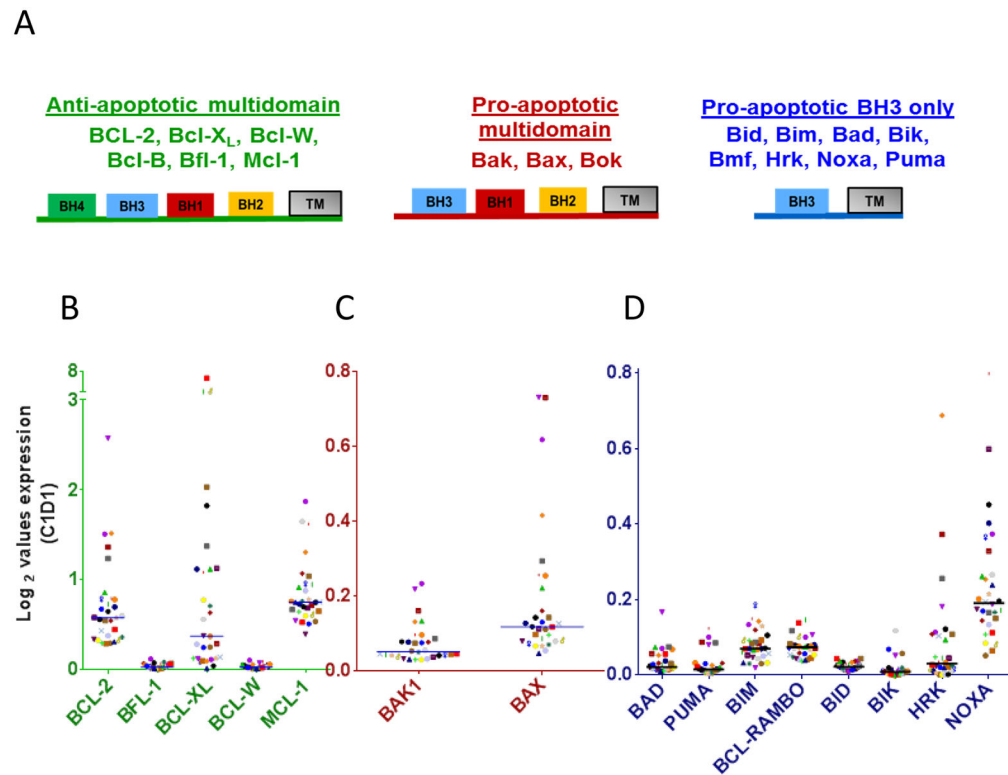 A
Anti-apoptotic multidomain
BCL-2, Bcl-XL, Bcl-W,
Bcl-B, Bfl-1, Mcl-1
BH4 BH3 BH1 BH2 TM
Pro-apoptotic
multidomain
Bak, Bax, Bok
BH3 BH1 BH2 TM
Pro-apoptotic BH3 only
Bid, Bim, Bad, Bik,
Bmf, Hrk, Noxa, Puma
BH3 TM
B
Log 2 values expression
(C1D1)
8
3
2
1
0
BCL-2
BFL-1
BCL-XL
BCL-W
MCL-1
C
0.8
0.6
0.4
0.2
0.0
BAK1
BAX
D
0.8
0.6
0.4
0.2
0.0
BAD
PUMA
BIM
BCL-RAMBO
BID
BIK
HRK
NOXA